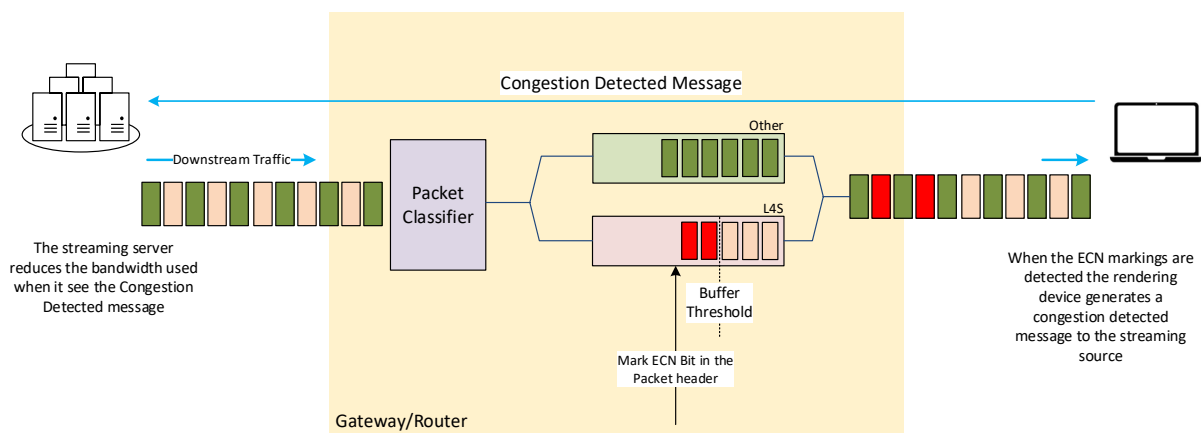 Congestion Detected Message
Downstream Traffic
The streaming server
reduces the bandwidth used
when it see the Congestion
Detected message
Packet
Classifier
Other
L4S
Buffer
Threshold
Mark ECN Bit in the
Packet header
Gateway/Router
When the ECN markings are
detected the rendering
device generates a
congestion detected
message to the streaming
source